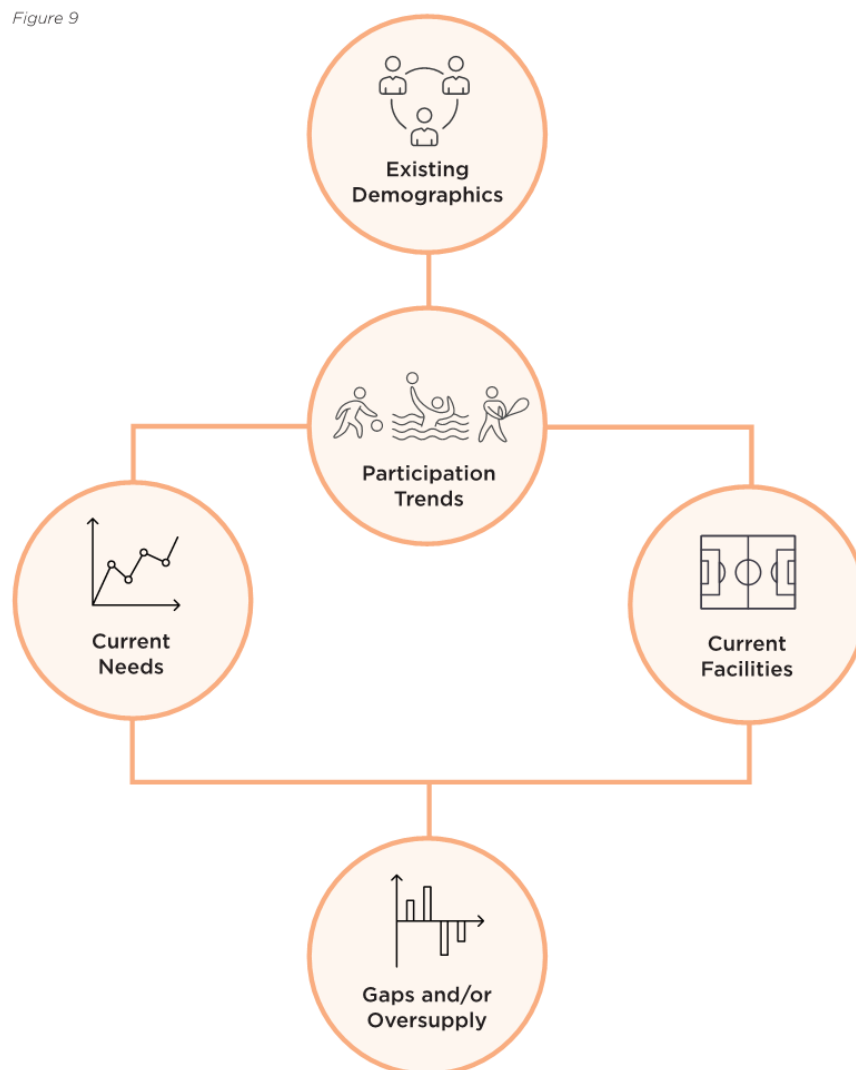 Figure 9
Existing
Demographics
Participation
Trends
Current
Needs
Current
Facilities
Gaps and/or
Oversupply